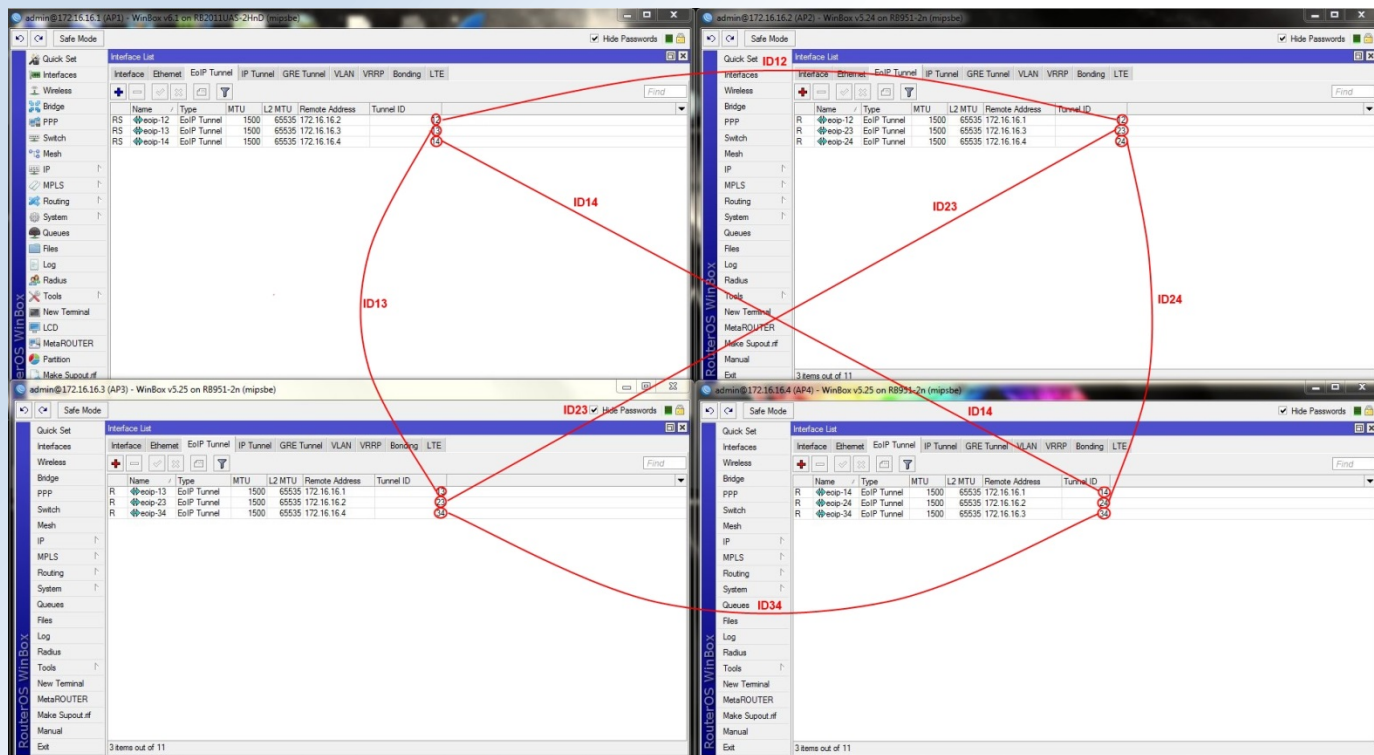 admin@172.16.16.1 (AP1) - WinBox v6.1 on RB2011UAS-2HnD (mipsbe)
Safe Mode
Hide Passwords
Quick Set
Interfaces
Wireless
Bridge
PPP
Switch
Mesh
IP
MPLS
Routing
System
Queues
Files
Log
Radius
Tools
New Terminal
LCD
MetaROUTER
Partition
Make Supout.rif
RouterOS WinBox
Interface List
Interface Ethernet EoIP Tunnel IP Tunnel GRE Tunnel VLAN VRRP Bonding LTE
Find
Name Type MTU L2 MTU Remote Address Tunnel ID
RS eoip-12 EoIP Tunnel 1500 65535 172.16.16.2 12
RS eoip-13 EoIP Tunnel 1500 65535 172.16.16.3 13
RS eoip-14 EoIP Tunnel 1500 65535 172.16.16.4 14
admin@172.16.16.2 (AP2) - WinBox v5.24 on RB951-2n (mipsbe)
Safe Mode
Hide Passwords
Quick Set
Interfaces
Wireless
Bridge
PPP
Switch
Mesh
IP
MPLS
Routing
System
Queues
Files
Log
Radius
Tools
New Terminal
MetaROUTER
Make Supout.rif
Manual
Exit
RouterOS WinBox
Interface List
Interface Ethernet EoIP Tunnel IP Tunnel GRE Tunnel VLAN VRRP Bonding LTE
Find
Name Type MTU L2 MTU Remote Address Tunnel ID
R eoip-12 EoIP Tunnel 1500 65535 172.16.16.1 12
R eoip-23 EoIP Tunnel 1500 65535 172.16.16.3 23
R eoip-24 EoIP Tunnel 1500 65535 172.16.16.4 24
3 items out of 11
ID12
ID14
ID23
ID13
ID24
admin@172.16.16.3 (AP3) - WinBox v5.25 on RB951-2n (mipsbe)
Safe Mode
ID23
Hide Passwords
Quick Set
Interfaces
Wireless
Bridge
PPP
Switch
Mesh
IP
MPLS
Routing
System
Queues
Files
Log
Radius
Tools
New Terminal
MetaROUTER
Make Supout.rif
Manual
Exit
RouterOS WinBox
Interface List
Interface Ethernet EoIP Tunnel IP Tunnel GRE Tunnel VLAN VRRP Bonding LTE
Find
Name Type MTU L2 MTU Remote Address Tunnel ID
R eoip-13 EoIP Tunnel 1500 65535 172.16.16.1 13
R eoip-23 EoIP Tunnel 1500 65535 172.16.16.2 23
R eoip-34 EoIP Tunnel 1500 65535 172.16.16.4 34
3 items out of 11
admin@172.16.16.4 (AP4) - WinBox v5.25 on RB951-2n (mipsbe)
Safe Mode
ID14
Hide Passwords
Quick Set
Interfaces
Wireless
Bridge
PPP
Switch
Mesh
IP
MPLS
Routing
System
Queues
Files
Log
Radius
Tools
New Terminal
MetaROUTER
Make Supout.rif
Manual
Exit
RouterOS WinBox
Interface List
Interface Ethernet EoIP Tunnel IP Tunnel GRE Tunnel VLAN VRRP Bonding LTE
Find
Name Type MTU L2 MTU Remote Address Tunnel ID
R eoip-14 EoIP Tunnel 1500 65535 172.16.16.1 14
R eoip-24 EoIP Tunnel 1500 65535 172.16.16.2 24
R eoip-34 EoIP Tunnel 1500 65535 172.16.16.3 34
3 items out of 11
ID34